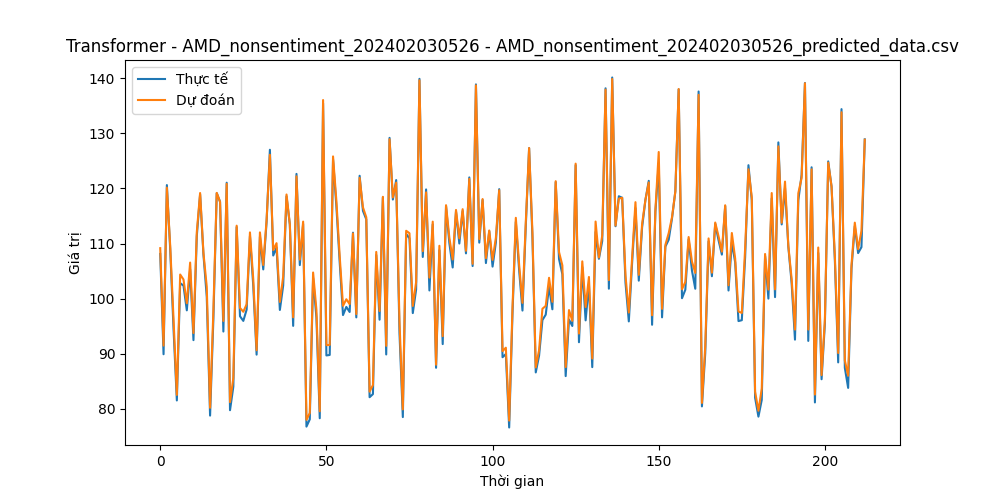 Transformer - AMD_nonsentiment_202402030526 - AMD_nonsentiment_202402030526_predicted_data.csv
Thực tế
Dự đoán
Giá trị
140
130
120
110
100
90
80
0 50 100 150 200
Thời gian